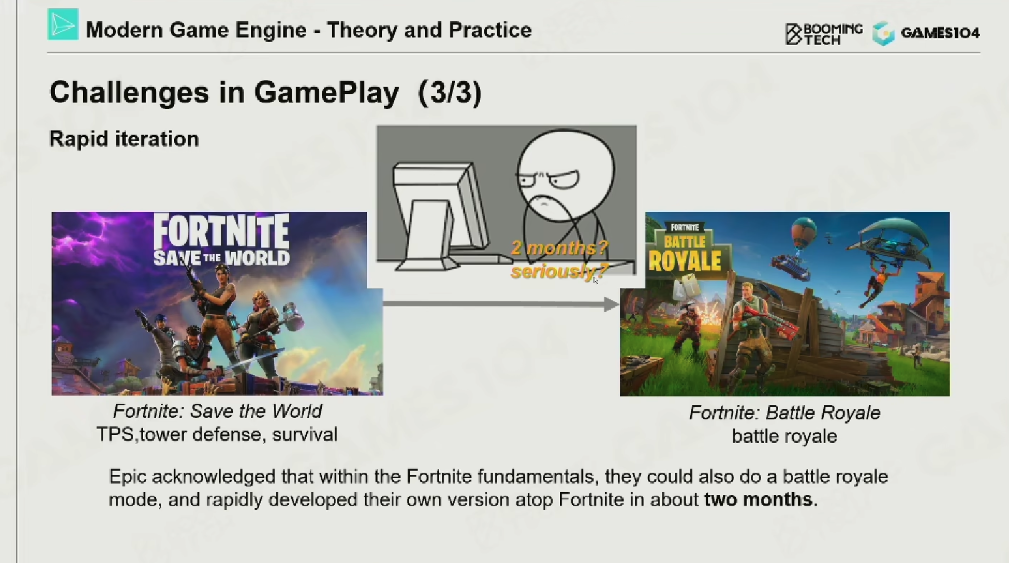 Modern Game Engine - Theory and Practice
BOOMING TECH
GAMES104
Challenges in GamePlay（3/3）
Rapid iteration
2 months?
seriously?
FORTNITE
SAVE THE WORLD
FORTNITE
BATTLE
ROYALE
Fortnite: Save the World
TPS,tower defense, survival
Fortnite: Battle Royale
battle royale
Epic acknowledged that within the Fortnite fundamentals, they could also do a battle royale
mode, and rapidly developed their own version atop Fortnite in about two months.